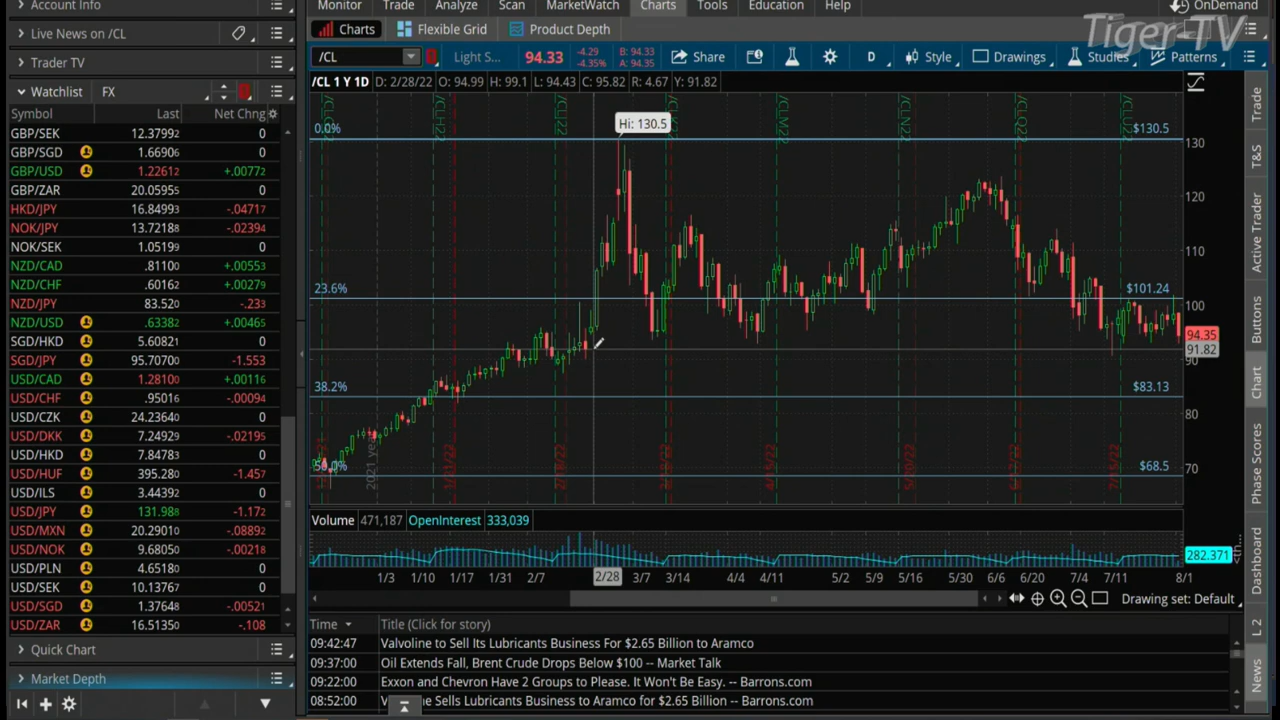 Account Info
Monitor Trade Analyze Scan MarketWatch Charts Tools Education Help
OnDemand
Tiger-TV
Live News on /CL
Charts Flexible Grid Product Depth
Trader TV
/CL Light S... 94.33 -4.29 -4.35% B: 94.33 A: 94.35 Share D Style Drawings Studies Patterns
Watchlist FX
/CL 1 Y 1D D: 2/28/22 O: 94.99 H: 99.1 L: 94.43 C: 95.82 R: 4.67 Y: 91.82
Symbol Last Net Chng
GBP/SEK 12.37992 0
GBP/SGD 1.66906 0
GBP/USD 1.22612 +.00772
GBP/ZAR 20.05955 0
HKD/JPY 16.84993 -.04717
NOK/JPY 13.72188 -.02394
NOK/SEK 1.05199 0
NZD/CAD .81100 +.00553
NZD/CHF .60162 +.00279
NZD/JPY 83.520 -.233
NZD/USD .63382 +.00465
SGD/HKD 5.60821 0
SGD/JPY 95.70700 -1.553
USD/CAD 1.28100 +.00116
USD/CHF .95016 -.00094
USD/CZK 24.23640 0
USD/DKK 7.24929 -.02195
USD/HKD 7.84783 0
USD/HUF 395.280 -1.457
USD/ILS 3.44392 0
USD/JPY 131.988 -1.172
USD/MXN 20.29010 -.08892
USD/NOK 9.68050 -.00218
USD/PLN 4.65180 0
USD/SEK 10.13767 0
USD/SGD 1.37648 -.00521
USD/ZAR 16.51350 -.108
Quick Chart
Market Depth
/CLH22 /CLJ22 /CLM22 /CLN22 /CLQ22 /CLU22
0.0% Hi: 130.5 $130.5
23.6% $101.24
38.2% $83.13
50.0% $68.5
130
120
110
100
94.35
91.82
90
80
70
2021 year
4/15/22 5/20/22 7/15/22
Volume 471,187 OpenInterest 333,039
282.371
1/3 1/10 1/17 1/31 2/7 2/28 3/7 3/14 4/4 4/11 5/2 5/9 5/16 5/30 6/6 6/20 7/4 7/11 8/1
Drawing set: Default
Time Title (Click for story)
09:42:47 Valvoline to Sell Its Lubricants Business For $2.65 Billion to Aramco
09:37:00 Oil Extends Fall, Brent Crude Drops Below $100 -- Market Talk
09:22:00 Exxon and Chevron Have 2 Groups to Please. It Won't Be Easy. -- Barrons.com
08:52:00 Sells Lubricants Business to Aramco for $2.65 Billion -- Barrons.com
Trade
T&S
Active Trader
Buttons
Chart
Phase Scores
Dashboard
L 2
News